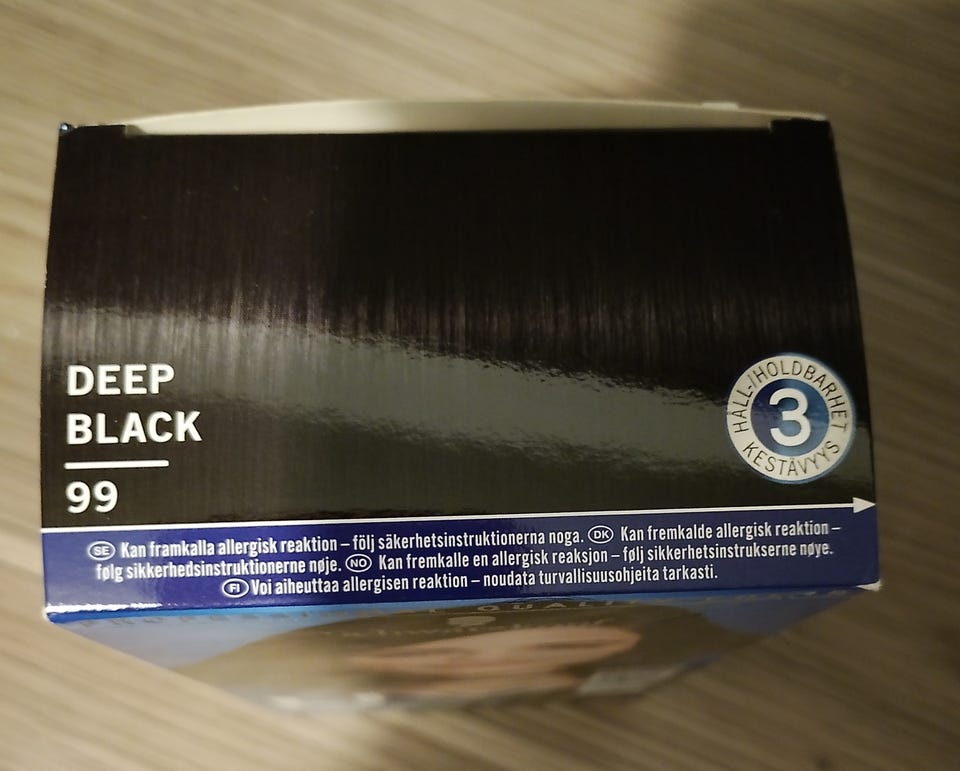 DEEP
BLACK
99
HÅLL-/HOLDBARHET
3
KESTÄVYYS
SE Kan framkalla allergisk reaktion – följ säkerhetsinstruktionerna noga. DK Kan fremkalde allergisk reaktion –
følg sikkerhedsinstruktionerne nøje. NO Kan fremkalle en allergisk reaksjon – følj sikkerhetsinstrukserne nøye.
FI Voi aiheuttaa allergisen reaktion – noudata turvallisuusohjeita tarkasti.